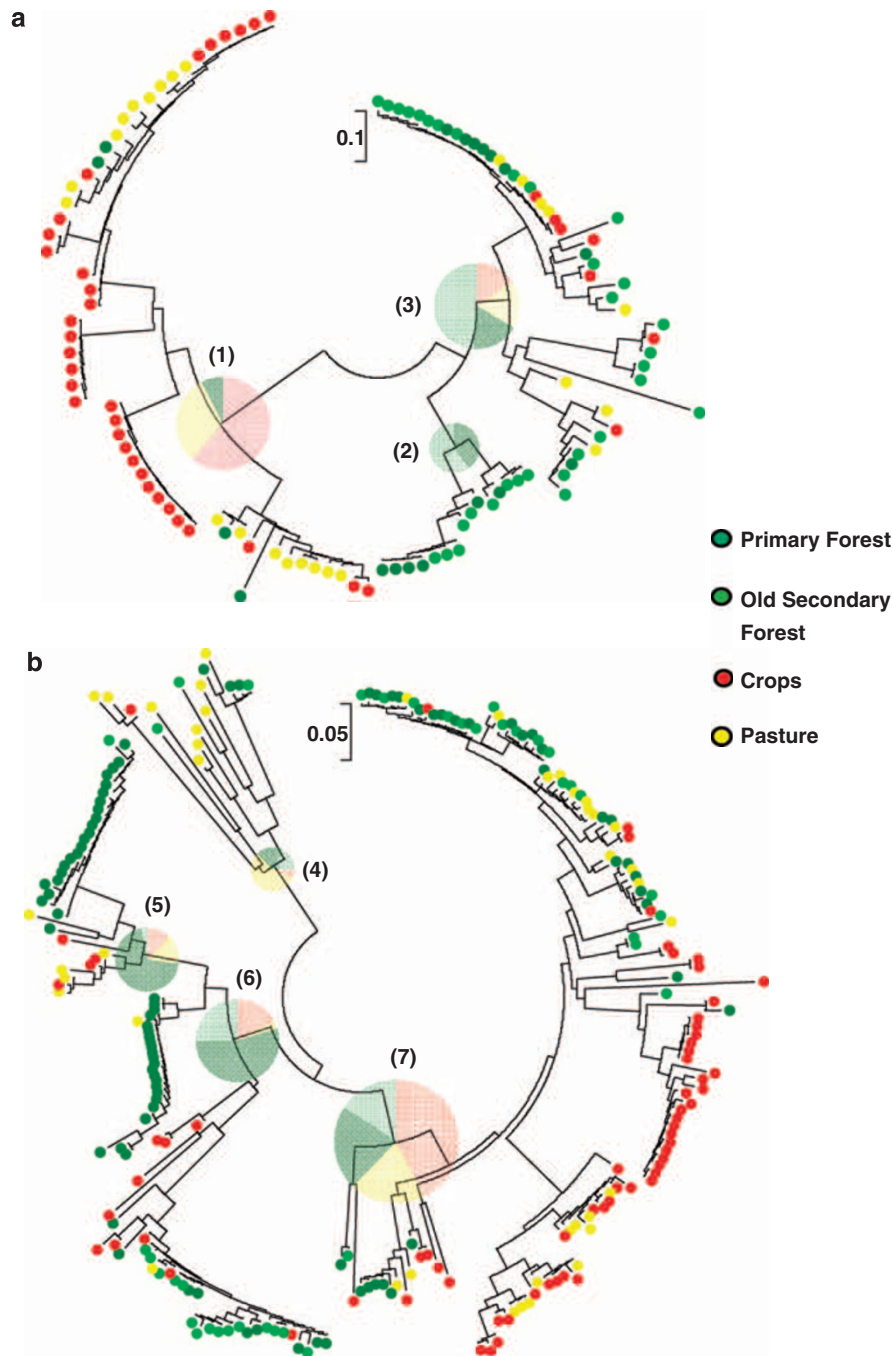 a
0.1
(3)
(1)
(2)
Primary Forest
Old Secondary
Forest
Crops
Pasture
b
0.05
(4)
(5)
(6)
(7)